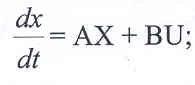 dx/dt = AX + BU;